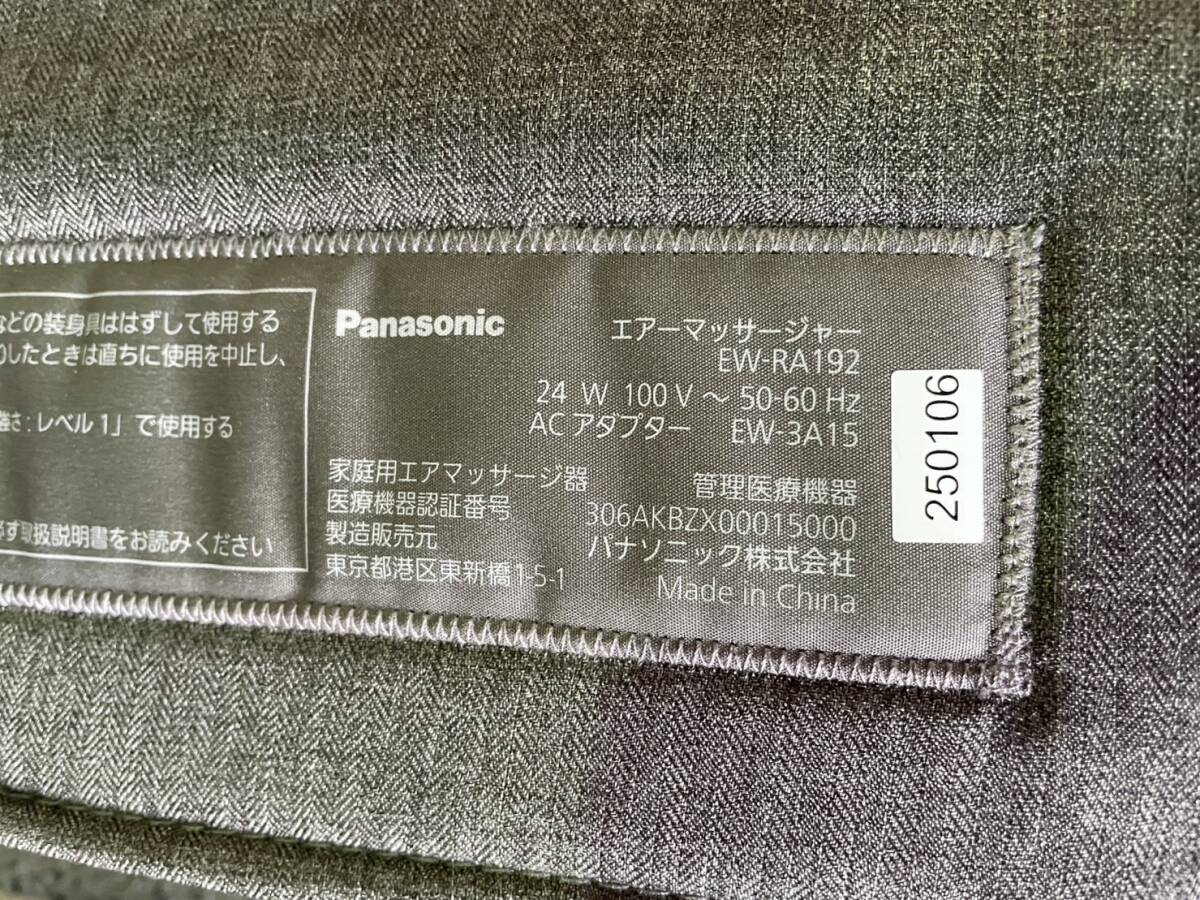 などの装身具ははずして使用する
したときは直ちに使用を中止し、
強さ：レベル1」で使用する
必ず取扱説明書をお読みください
Panasonic
エアーマッサージャー
EW-RA192
24 W 100 V ～ 50-60 Hz
ACアダプター EW-3A15
家庭用エアマッサージ器 管理医療機器
医療機器認証番号 306AKBZX00015000
製造販売元 パナソニック株式会社
東京都港区東新橋1-5-1 Made in China
250106